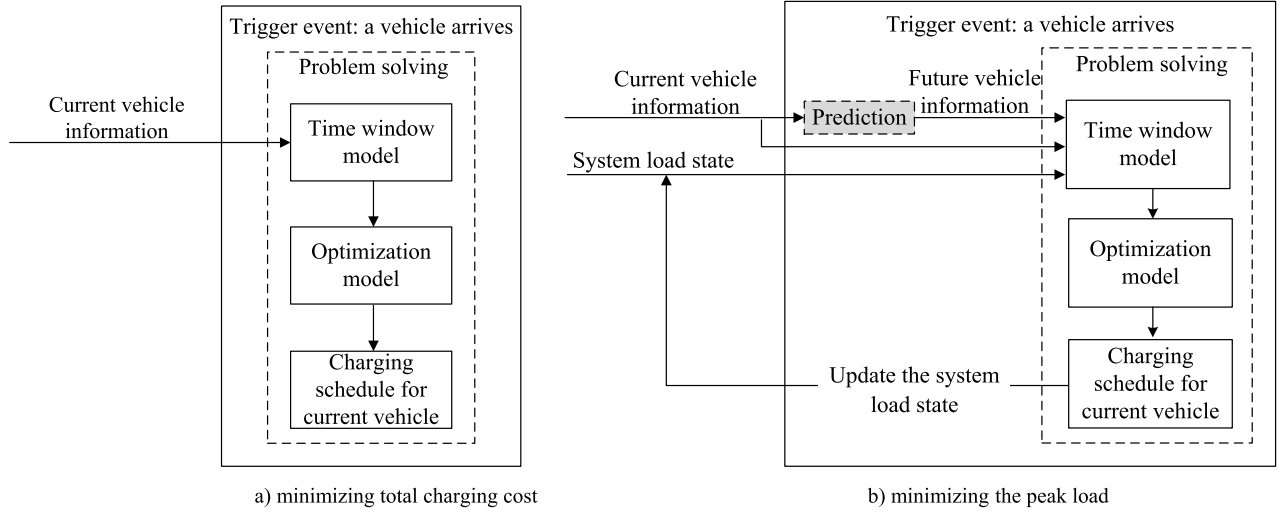 Trigger event: a vehicle arrives
Problem solving
Current vehicle
information
Time window
model
Optimization
model
Charging
schedule for
current vehicle
a) minimizing total charging cost
Trigger event: a vehicle arrives
Problem solving
Current vehicle
information
Prediction
Future vehicle
information
System load state
Time window
model
Optimization
model
Charging
schedule for
current vehicle
Update the system
load state
b) minimizing the peak load